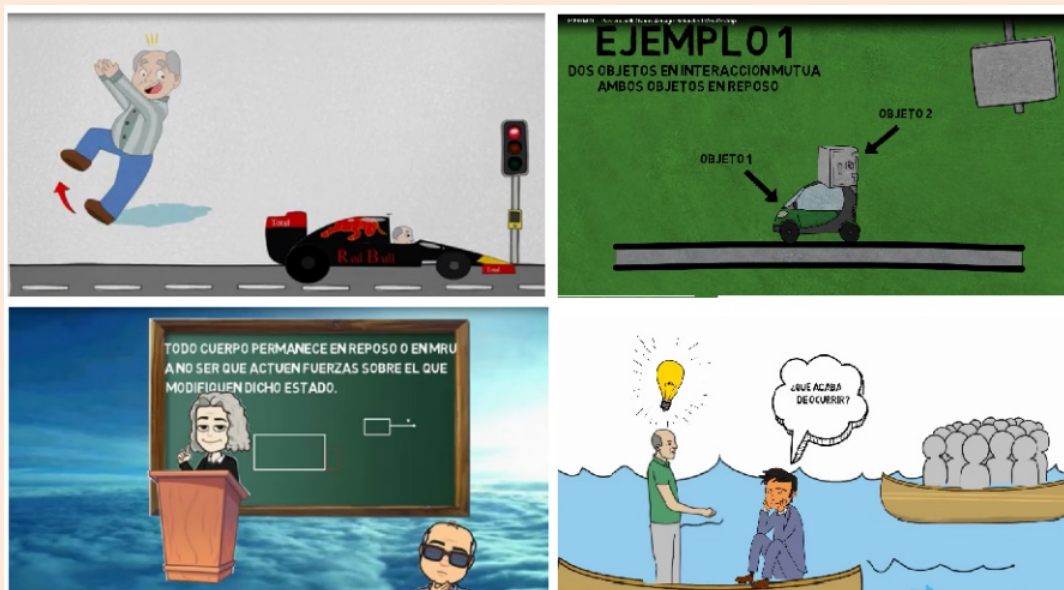 Total
Red Bull
Total
EJEMPLO 1
DOS OBJETOS EN INTERACCION MUTUA
AMBOS OBJETOS EN REPOSO
OBJETO 2
OBJETO 1
TODO CUERPO PERMANECE EN REPOSO O EN MRU
A NO SER QUE ACTUEN FUERZAS SOBRE EL QUE
MODIFIQUEN DICHO ESTADO.
¿QUE ACABA
DE OCURRIR?